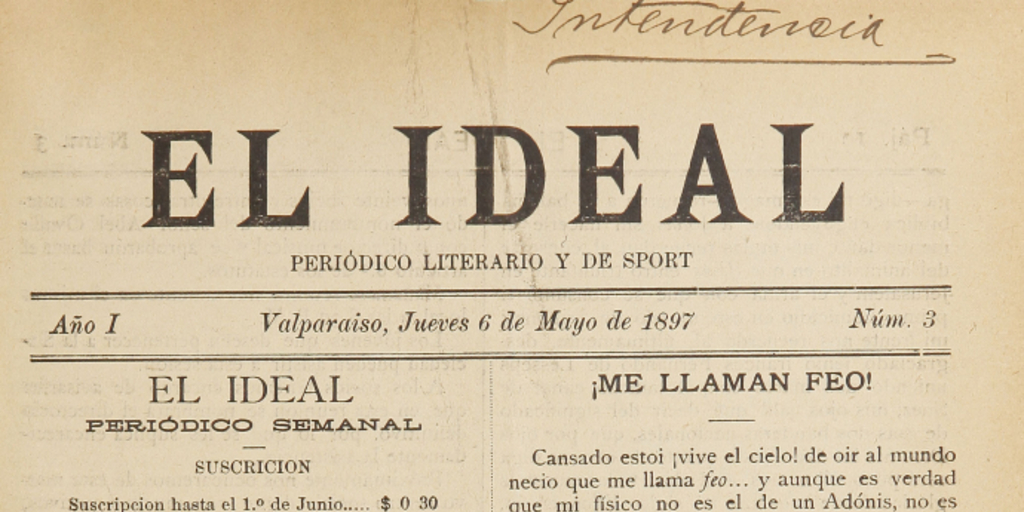 Intendencia
EL IDEAL
PERIÓDICO LITERARIO Y DE SPORT
Año I Valparaiso, Jueves 6 de Mayo de 1897 Núm. 3
EL IDEAL
PERIÓDICO SEMANAL
SUSCRICION
Suscripcion hasta el 1.º de Junio..... $ 0 30
¡ME LLAMAN FEO!
Cansado estoi ¡vive el cielo! de oir al mundo
necio que me llama feo... y aunque es verdad
que mi físico no es el de un Adónis, no es